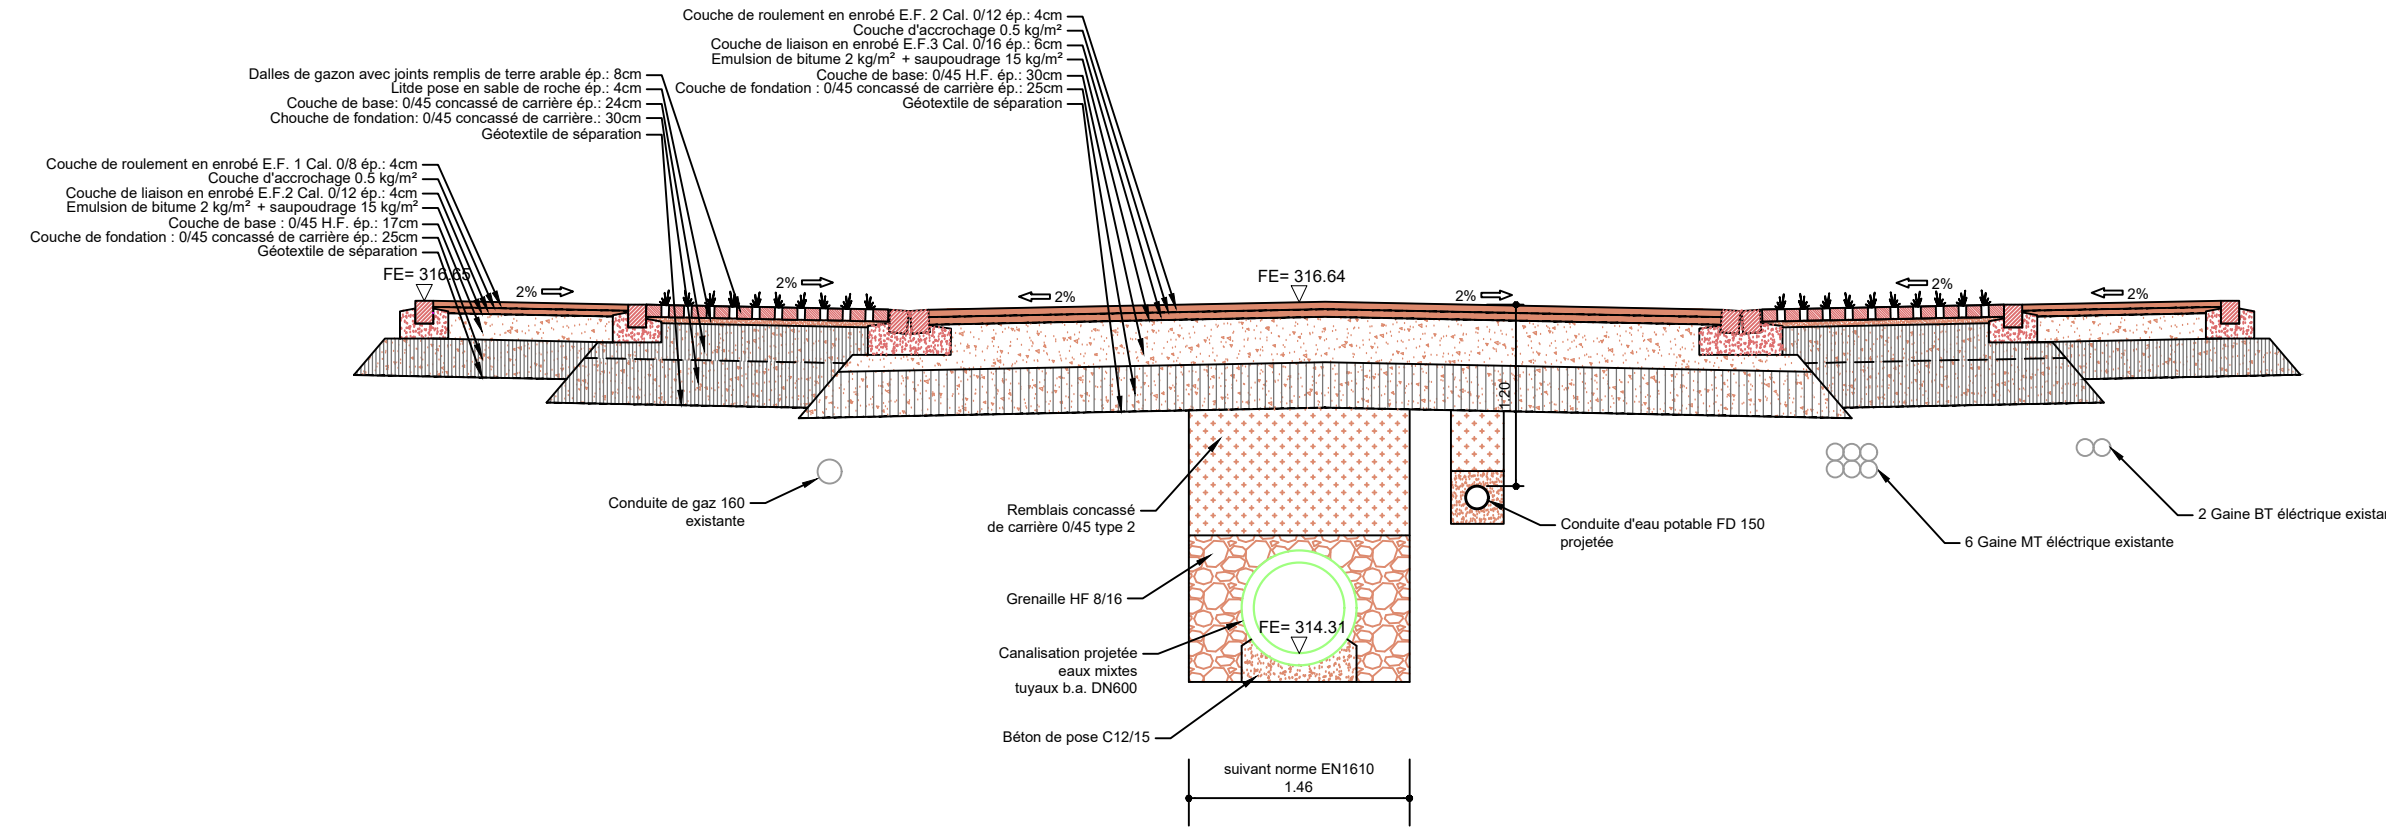 Couche de roulement en enrobé E.F. 2 Cal. 0/12 ép.: 4cm
Couche d'accrochage 0.5 kg/m²
Couche de liaison en enrobé E.F.3 Cal. 0/16 ép.: 6cm
Emulsion de bitume 2 kg/m² + saupoudrage 15 kg/m²
Couche de base: 0/45 H.F. ép.: 30cm
Couche de fondation : 0/45 concassé de carrière ép.: 25cm
Géotextile de séparation
Dalles de gazon avec joints remplis de terre arable ép.: 8cm
Litde pose en sable de roche ép.: 4cm
Couche de base: 0/45 concassé de carrière ép.: 24cm
Chouche de fondation: 0/45 concassé de carrière.: 30cm
Géotextile de séparation
Couche de roulement en enrobé E.F. 1 Cal. 0/8 ép.: 4cm
Couche d'accrochage 0.5 kg/m²
Couche de liaison en enrobé E.F.2 Cal. 0/12 ép.: 4cm
Emulsion de bitume 2 kg/m² + saupoudrage 15 kg/m²
Couche de base : 0/45 H.F. ép.: 17cm
Couche de fondation : 0/45 concassé de carrière ép.: 25cm
Géotextile de séparation
FE= 316.65
2%
2%
2%
FE= 316.64
2%
2%
2%
1.20
Conduite de gaz 160
existante
Remblais concassé
de carrière 0/45 type 2
Conduite d'eau potable FD 150
projetée
6 Gaine MT éléctrique existante
2 Gaine BT éléctrique
Grenaille HF 8/16
FE= 314.31
Canalisation projetée
eaux mixtes
tuyaux b.a. DN600
Béton de pose C12/15
suivant norme EN1610
1.46